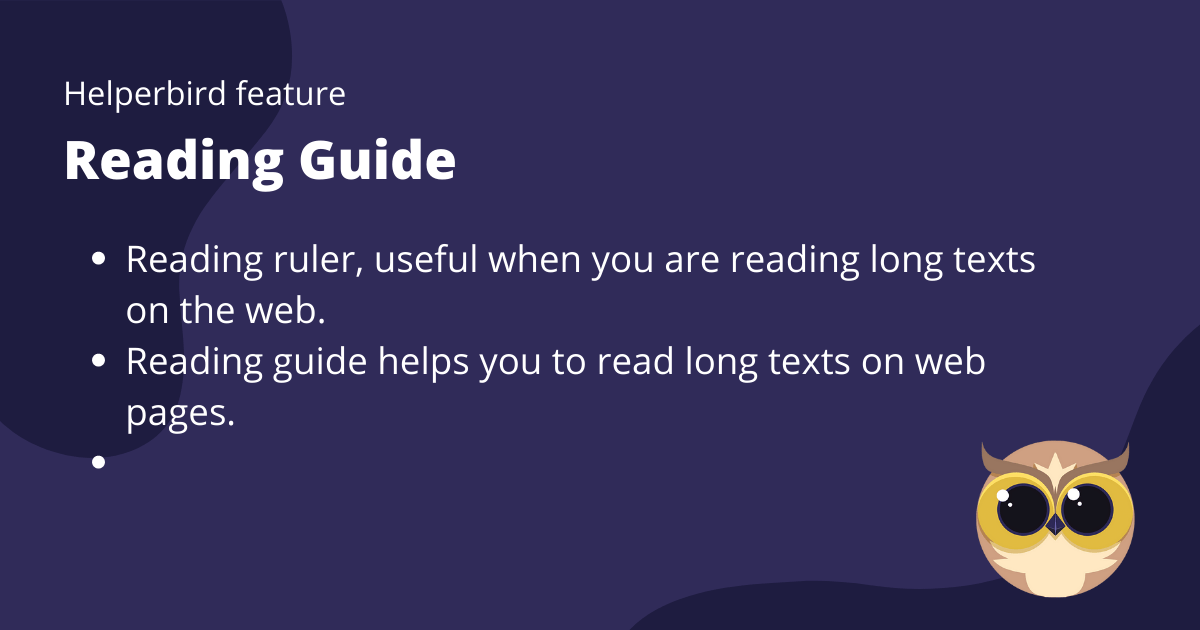 Helperbird feature
Reading Guide
• Reading ruler, useful when you are reading long texts
on the web.
• Reading guide helps you to read long texts on web
pages.
•